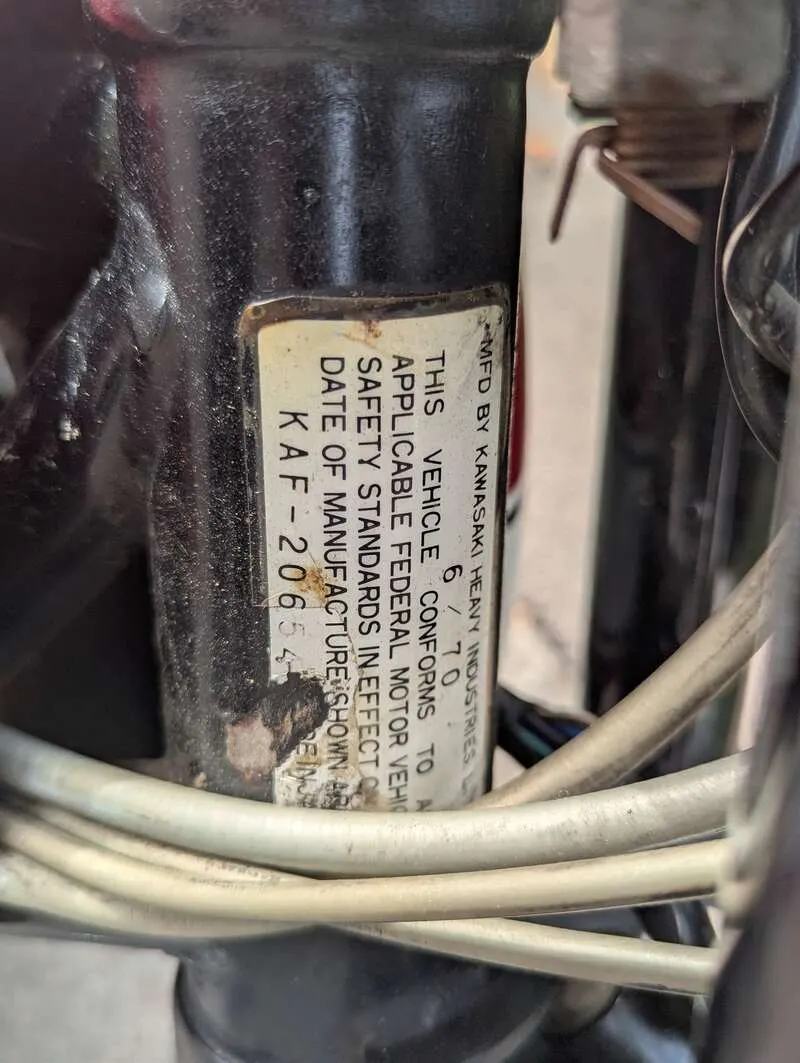 MFD BY KAWASAKI HEAVY INDUSTRIES
6/70
THIS VEHICLE CONFORMS TO
APPLICABLE FEDERAL MOTOR
SAFETY STANDARDS IN EFFECT
DATE OF MANUFACTURE SHOWN
KAF-20654